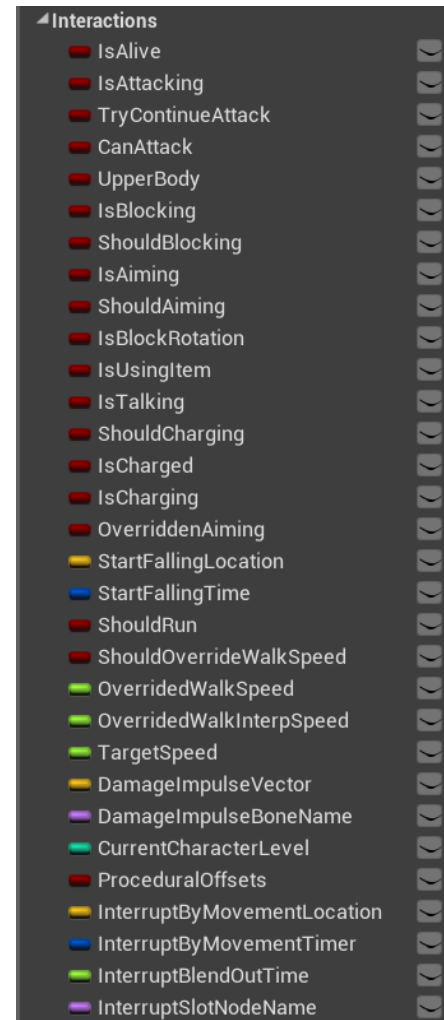 Interactions
IsAlive
IsAttacking
TryContinueAttack
CanAttack
UpperBody
IsBlocking
ShouldBlocking
IsAiming
ShouldAiming
IsBlockRotation
IsUsingItem
IsTalking
ShouldCharging
IsCharged
IsCharging
OverriddenAiming
StartFallingLocation
StartFallingTime
ShouldRun
ShouldOverrideWalkSpeed
OverridedWalkSpeed
OverridedWalkInterpSpeed
TargetSpeed
DamageImpulseVector
DamageImpulseBoneName
CurrentCharacterLevel
ProceduralOffsets
InterruptByMovementLocation
InterruptByMovementTimer
InterruptBlendOutTime
InterruptSlotNodeName